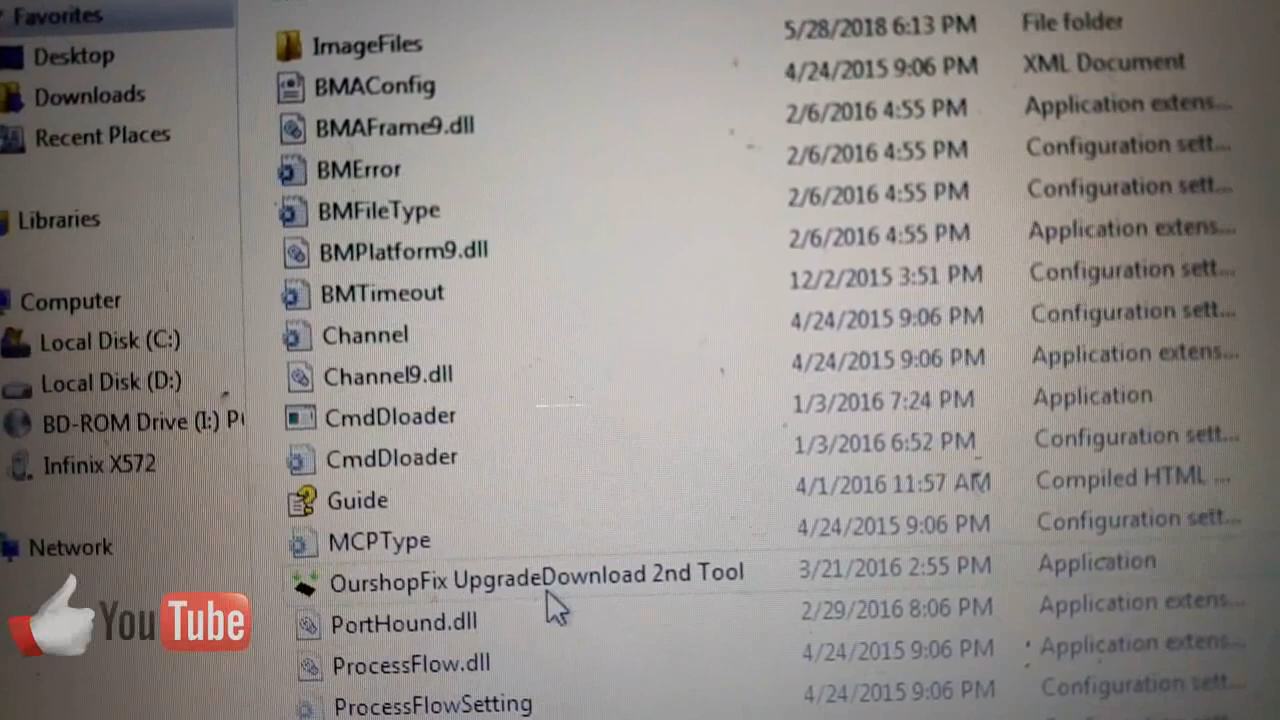 Favorites
Desktop
Downloads
Recent Places
Libraries
Computer
Local Disk (C:)
Local Disk (D:)
BD-ROM Drive (I:)
Infinix X572
Network
ImageFiles 5/28/2018 6:13 PM File folder
BMAConfig 4/24/2015 9:06 PM XML Document
BMAFrame9.dll 2/6/2016 4:55 PM Application extens...
BMError 2/6/2016 4:55 PM Configuration sett...
BMFileType 2/6/2016 4:55 PM Configuration sett...
BMPlatform9.dll 2/6/2016 4:55 PM Application extens...
BMTimeout 12/2/2015 3:51 PM Configuration sett...
Channel 4/24/2015 9:06 PM Configuration sett...
Channel9.dll 4/24/2015 9:06 PM Application extens...
CmdDloader 1/3/2016 7:24 PM Application
CmdDloader 1/3/2016 6:52 PM Configuration sett...
Guide 4/1/2016 11:57 AM Compiled HTML ...
MCPType 4/24/2015 9:06 PM Configuration sett...
OurshopFix UpgradeDownload 2nd Tool 3/21/2016 2:55 PM Application
PortHound.dll 2/29/2016 8:06 PM Application extens...
ProcessFlow.dll 4/24/2015 9:06 PM Application extens...
ProcessFlowSetting 4/24/2015 9:06 PM Configuration sett...
YouTube